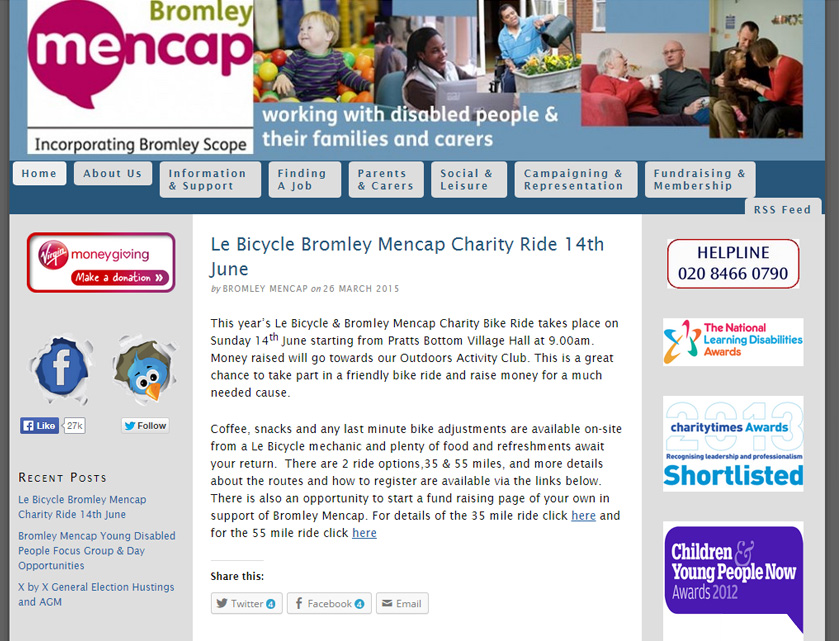 Bromley
mencap
Incorporating Bromley Scope
working with disabled people &
their families and carers
Home
About Us
Information
& Support
Finding
A Job
Parents
& Carers
Social &
Leisure
Campaigning &
Representation
Fundraising &
Membership
RSS Feed
Virgin moneygiving
Make a donation »
Like 27k
Follow
RECENT POSTS
Le Bicycle Bromley Mencap
Charity Ride 14th June
Bromley Mencap Young Disabled
People Focus Group & Day
Opportunities
X by X General Election Hustings
and AGM
Le Bicycle Bromley Mencap Charity Ride 14th
June
by BROMLEY MENCAP on 26 MARCH 2015
This year's Le Bicycle & Bromley Mencap Charity Bike Ride takes place on
Sunday 14th June starting from Pratts Bottom Village Hall at 9.00am.
Money raised will go towards our Outdoors Activity Club. This is a great
chance to take part in a friendly bike ride and raise money for a much
needed cause.
Coffee, snacks and any last minute bike adjustments are available on-site
from a Le Bicycle mechanic and plenty of food and refreshments await
your return.  There are 2 ride options,35 & 55 miles, and more details
about the routes and how to register are available via the links below.
There is also an opportunity to start a fund raising page of your own in
support of Bromley Mencap. For details of the 35 mile ride click here and
for the 55 mile ride click here
Share this:
Twitter 4
Facebook 4
Email
HELPLINE
020 8466 0790
The National
Learning Disabilities
Awards
2013
charitytimes Awards
Recognising leadership and professionalism
Shortlisted
Children &
Young People Now
Awards 2012